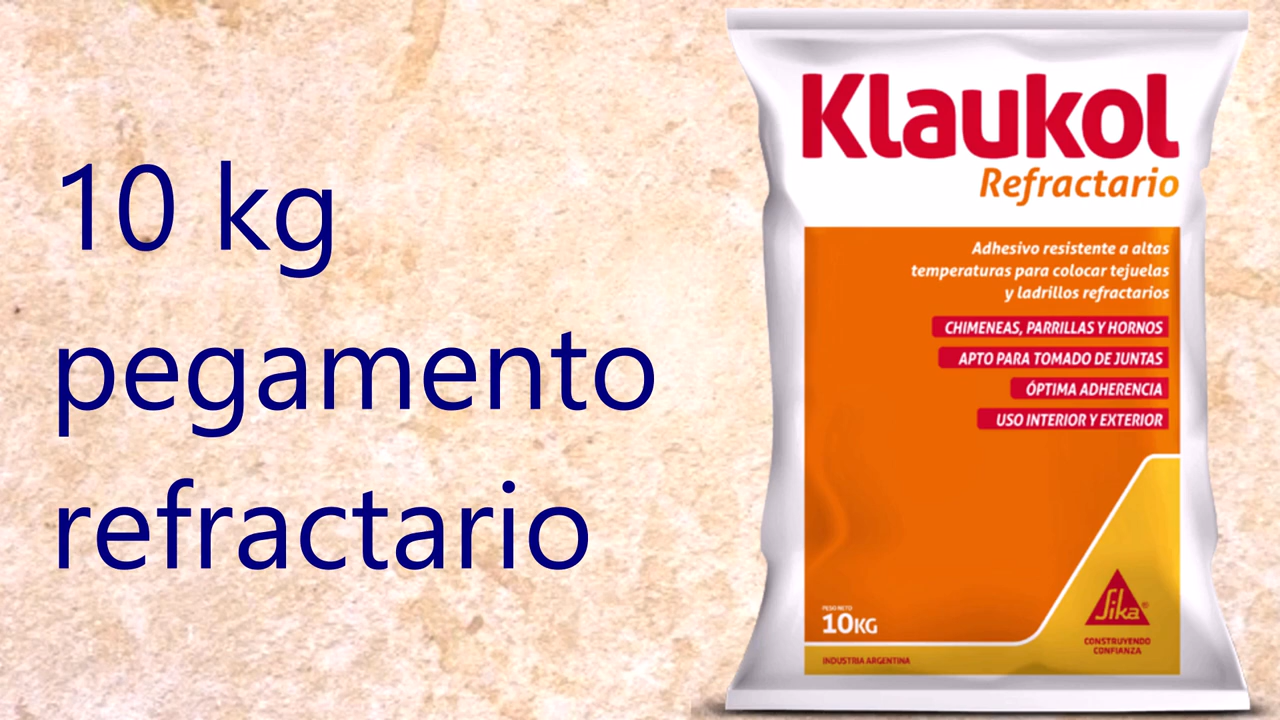 10 kg
pegamento
refractario
Klaukol
Refractario
Adhesivo resistente a altas
temperaturas para colocar tejuelas
y ladrillos refractarios
CHIMENEAS, PARRILLAS Y HORNOS
APTO PARA TOMADO DE JUNTAS
ÓPTIMA ADHERENCIA
USO INTERIOR Y EXTERIOR
PESO NETO
10KG
INDUSTRIA ARGENTINA
Sika®
CONSTRUYENDO
CONFIANZA